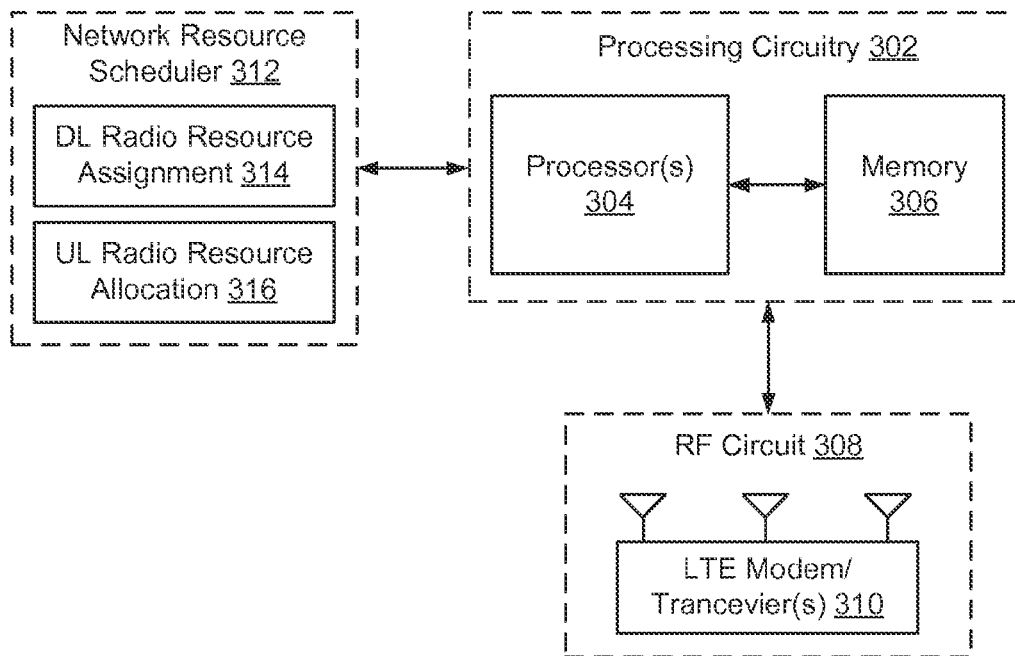 Network Resource
Scheduler 312
DL Radio Resource
Assignment 314
UL Radio Resource
Allocation 316
Processing Circuitry 302
Processor(s)
304
Memory
306
RF Circuit 308
LTE Modem/
Trancevier(s) 310